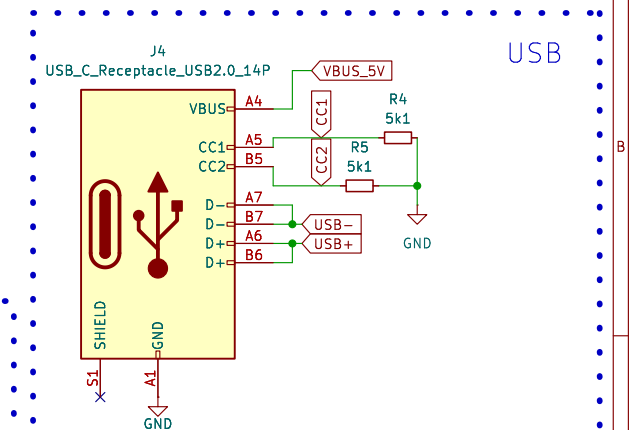 USB
J4
USB_C_Receptacle_USB2.0_14P
VBUS_5V
VBUS
A4
CC1
R4
5k1
CC1
A5
CC2
B5
CC2
R5
5k1
D-
A7
D-
B7
USB-
D+
A6
USB+
D+
B6
GND
SHIELD
GND
S1
A1
GND
B